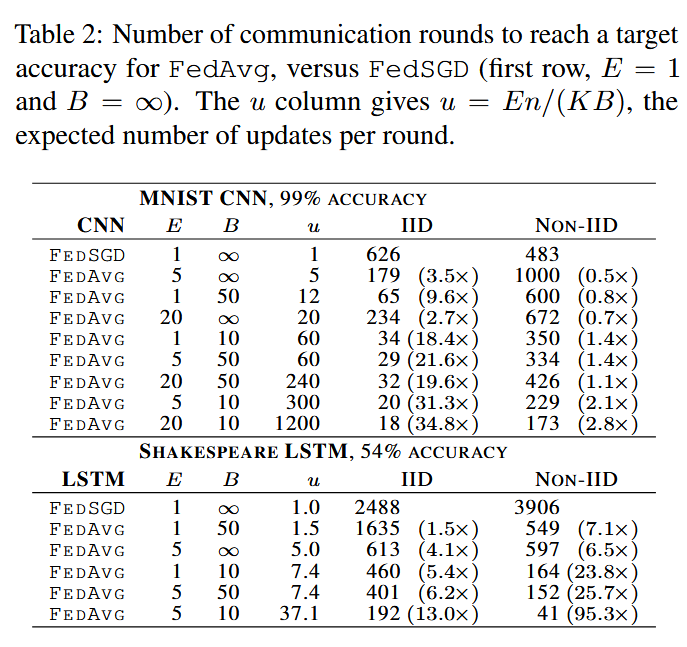 Table 2: Number of communication rounds to reach a target
accuracy for FedAvg, versus FedSGD (first row, E = 1
and B = ∞). The u column gives u = En/(KB), the
expected number of updates per round.
MNIST CNN, 99% ACCURACY
CNN E B u IID NON-IID
FEDSGD 1 ∞ 1 626 483
FEDAVG 5 ∞ 5 179 (3.5×) 1000 (0.5×)
FEDAVG 1 50 12 65 (9.6×) 600 (0.8×)
FEDAVG 20 ∞ 20 234 (2.7×) 672 (0.7×)
FEDAVG 1 10 60 34 (18.4×) 350 (1.4×)
FEDAVG 5 50 60 29 (21.6×) 334 (1.4×)
FEDAVG 20 50 240 32 (19.6×) 426 (1.1×)
FEDAVG 5 10 300 20 (31.3×) 229 (2.1×)
FEDAVG 20 10 1200 18 (34.8×) 173 (2.8×)
SHAKESPEARE LSTM, 54% ACCURACY
LSTM E B u IID NON-IID
FEDSGD 1 ∞ 1.0 2488 3906
FEDAVG 1 50 1.5 1635 (1.5×) 549 (7.1×)
FEDAVG 5 ∞ 5.0 613 (4.1×) 597 (6.5×)
FEDAVG 1 10 7.4 460 (5.4×) 164 (23.8×)
FEDAVG 5 50 7.4 401 (6.2×) 152 (25.7×)
FEDAVG 5 10 37.1 192 (13.0×) 41 (95.3×)